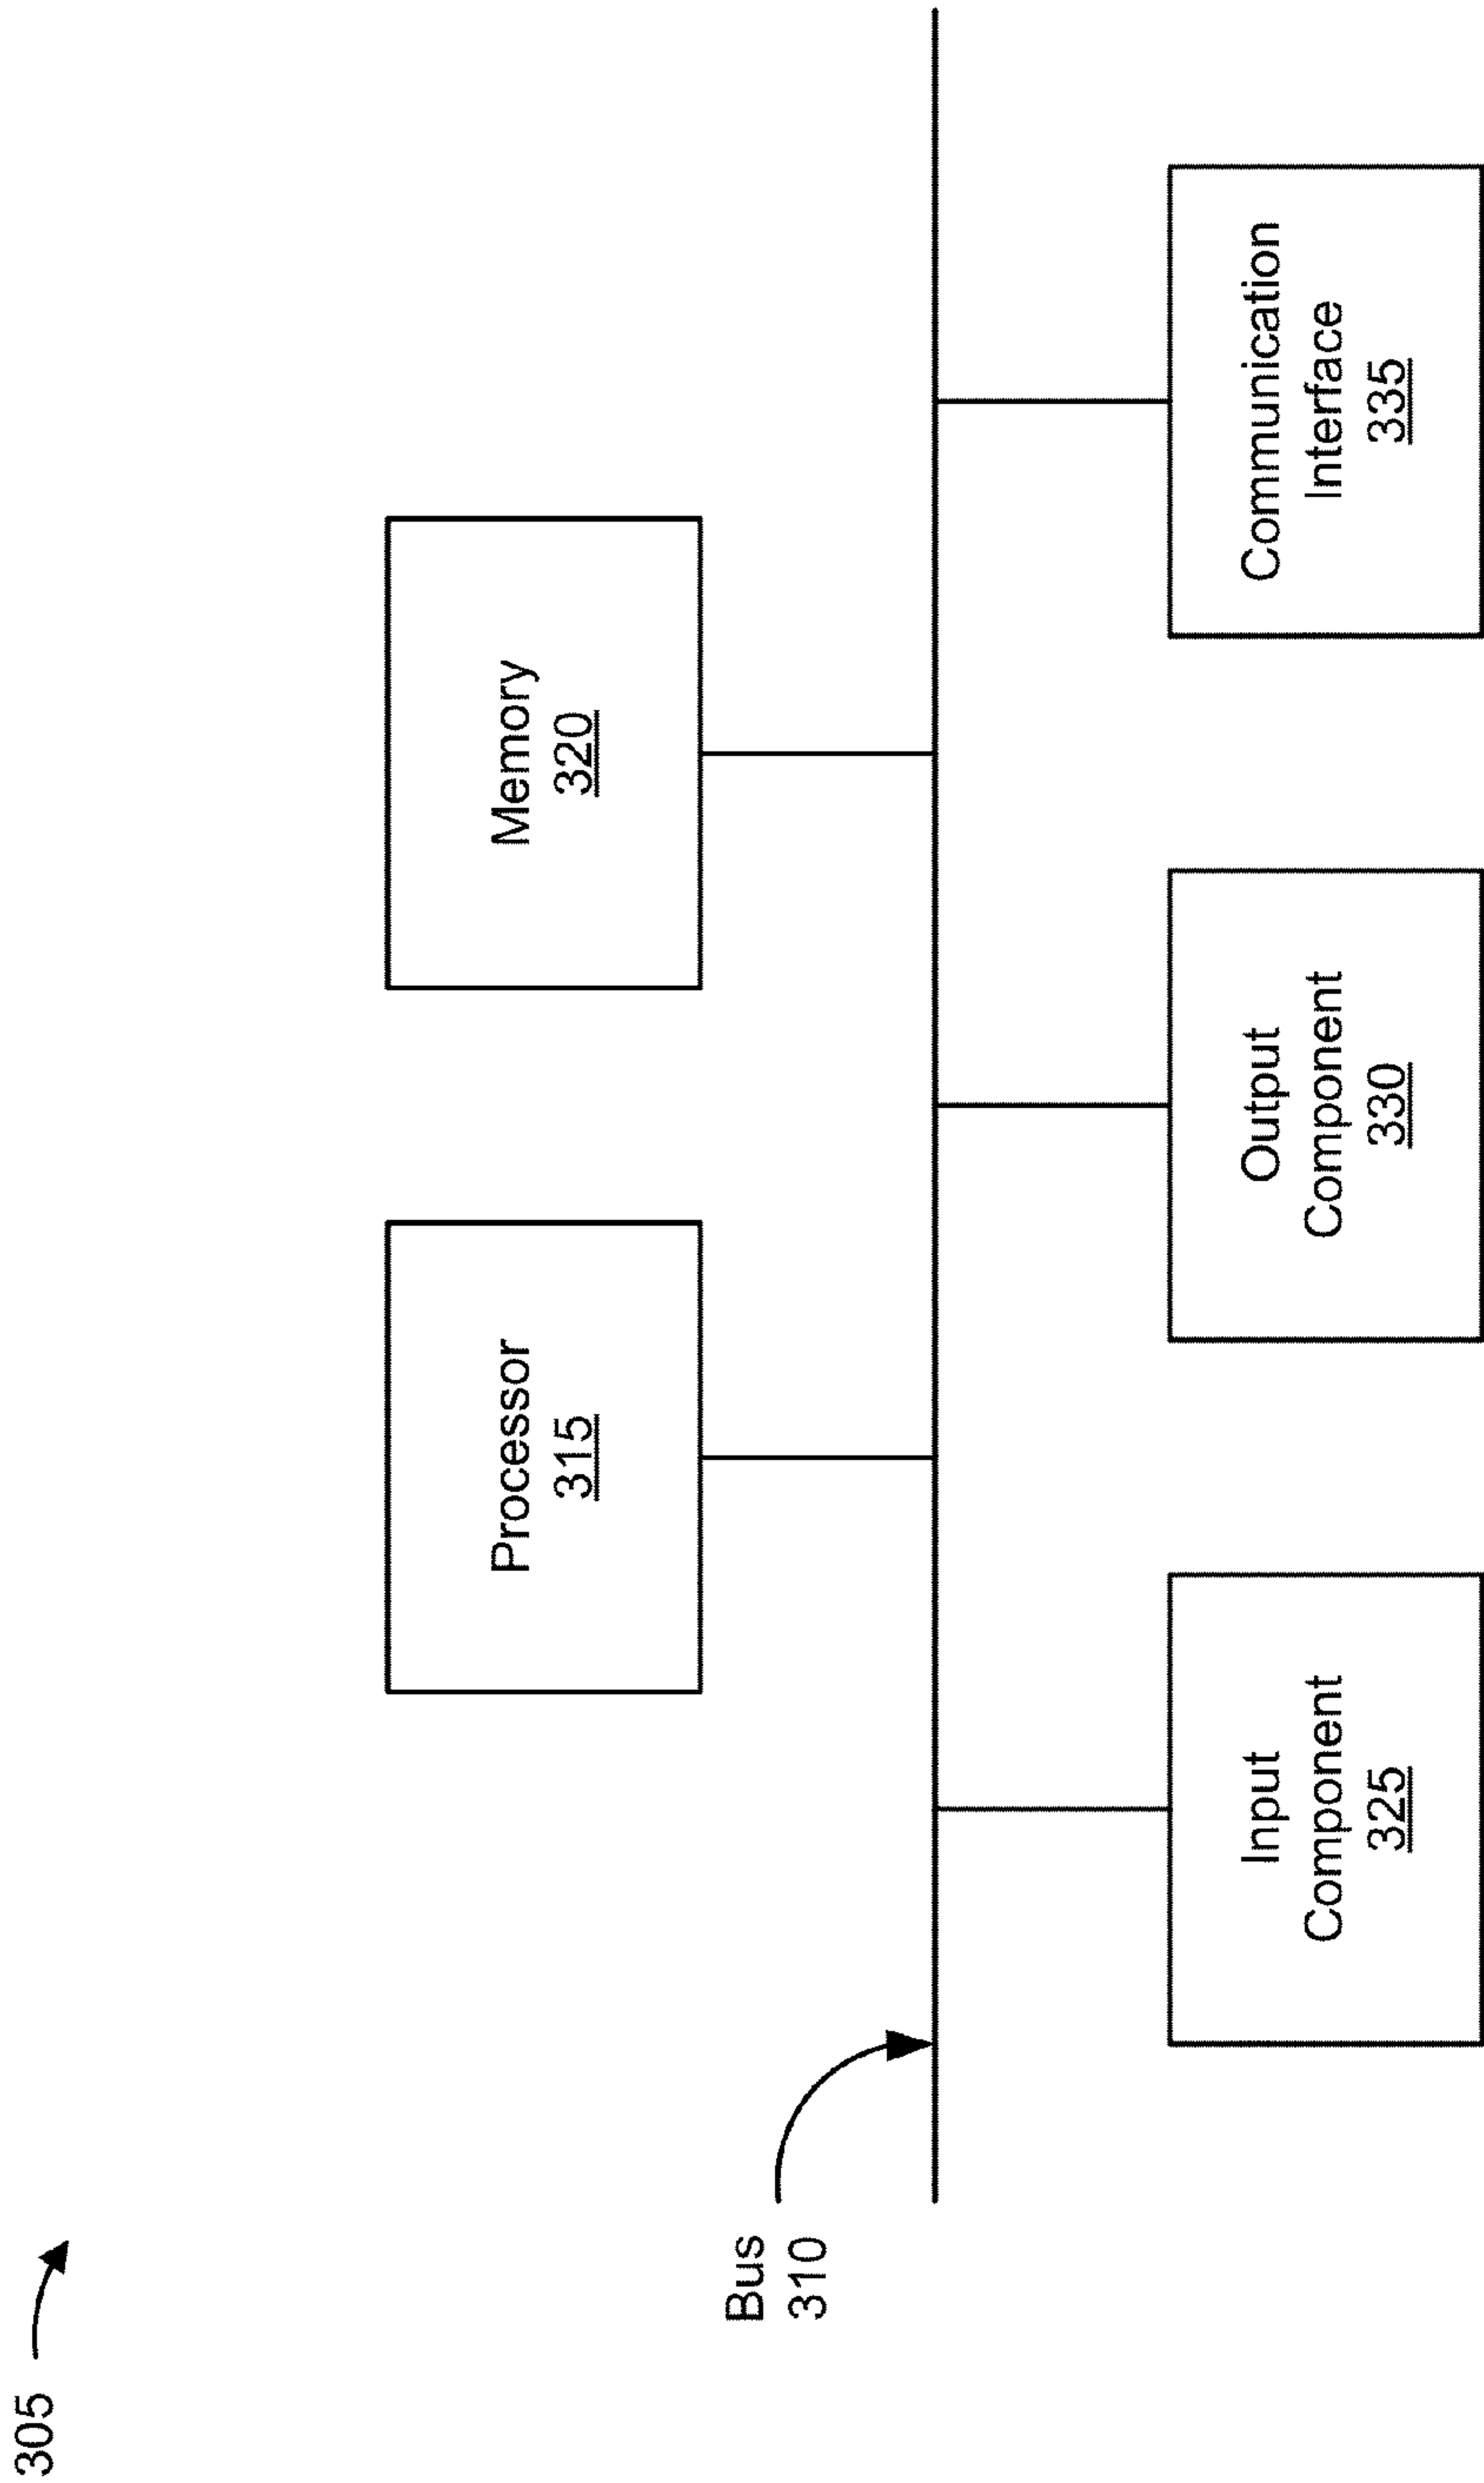 305
Bus
310
Processor
315
Memory
320
Input
Component
325
Output
Component
330
Communication
Interface
335